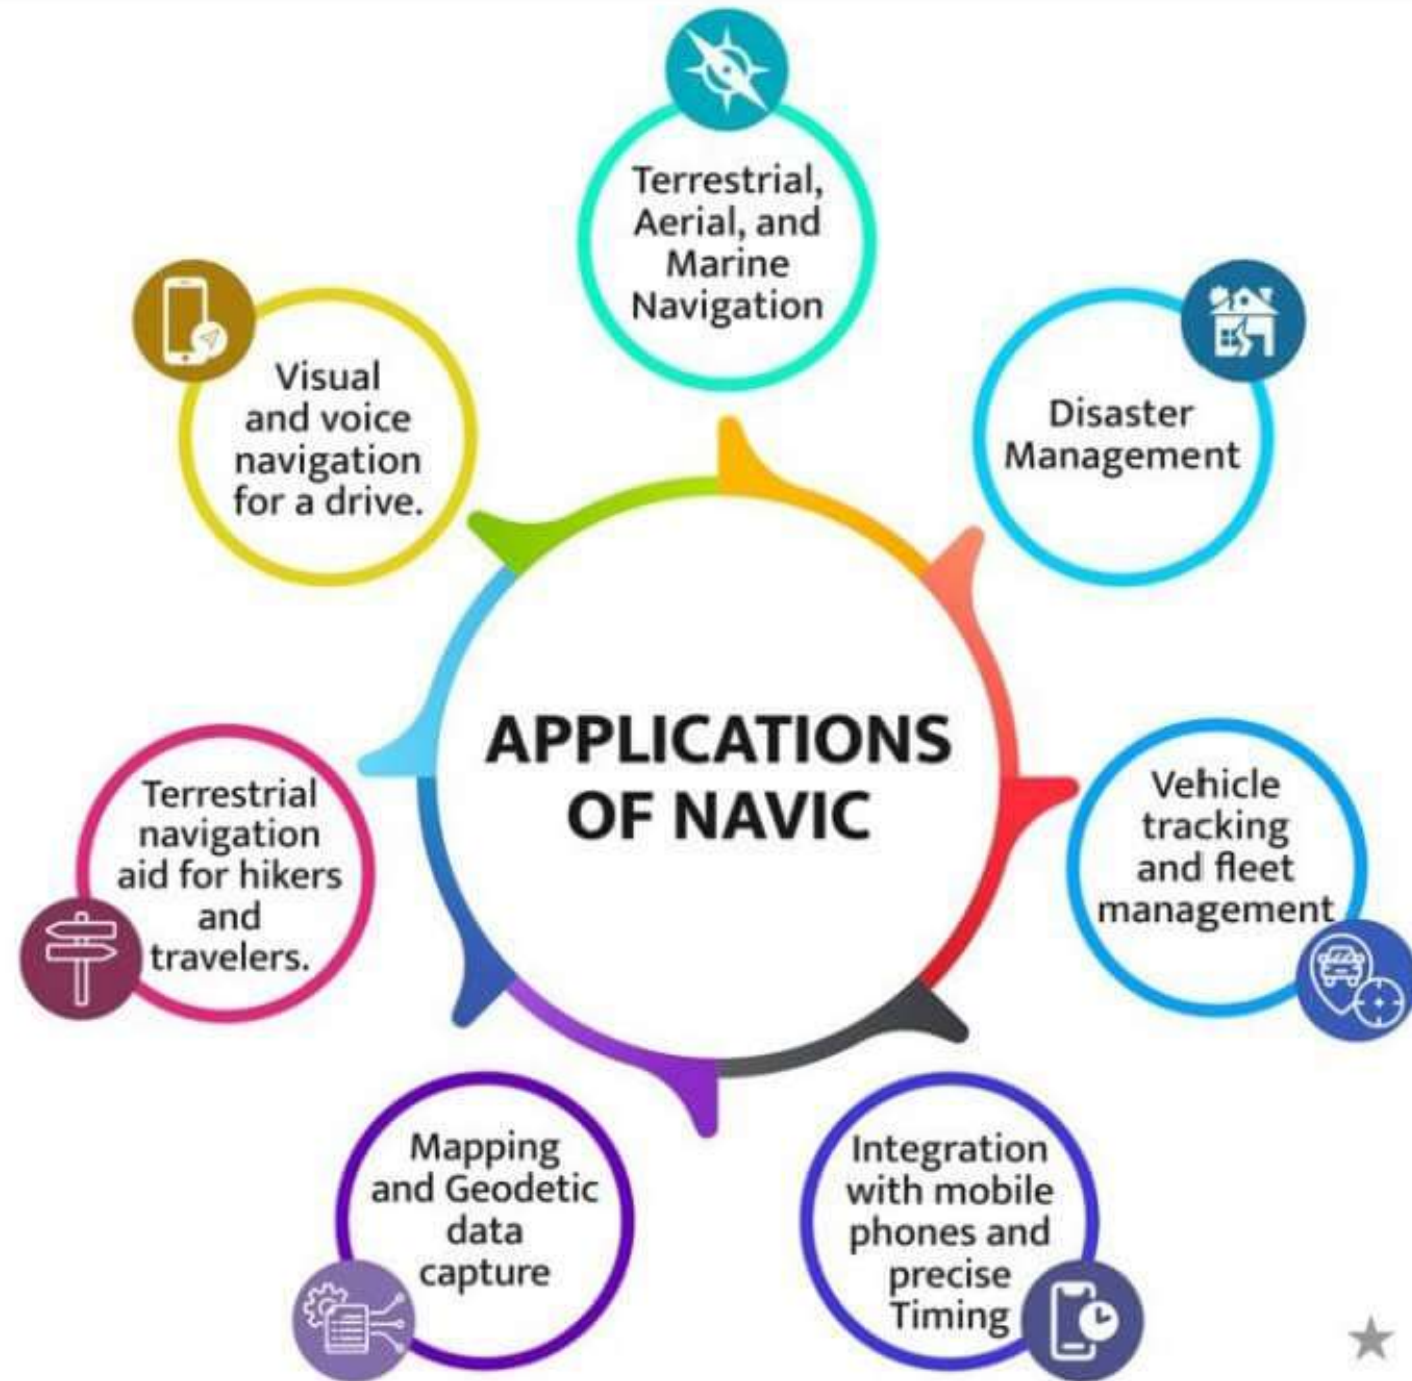 Terrestrial,
Aerial, and
Marine
Navigation
Disaster
Management
Vehicle
tracking
and fleet
management
Integration
with mobile
phones and
precise
Timing
Mapping
and Geodetic
data
capture
Terrestrial
navigation
aid for hikers
and
travelers.
Visual
and voice
navigation
for a drive.
APPLICATIONS
OF NAVIC